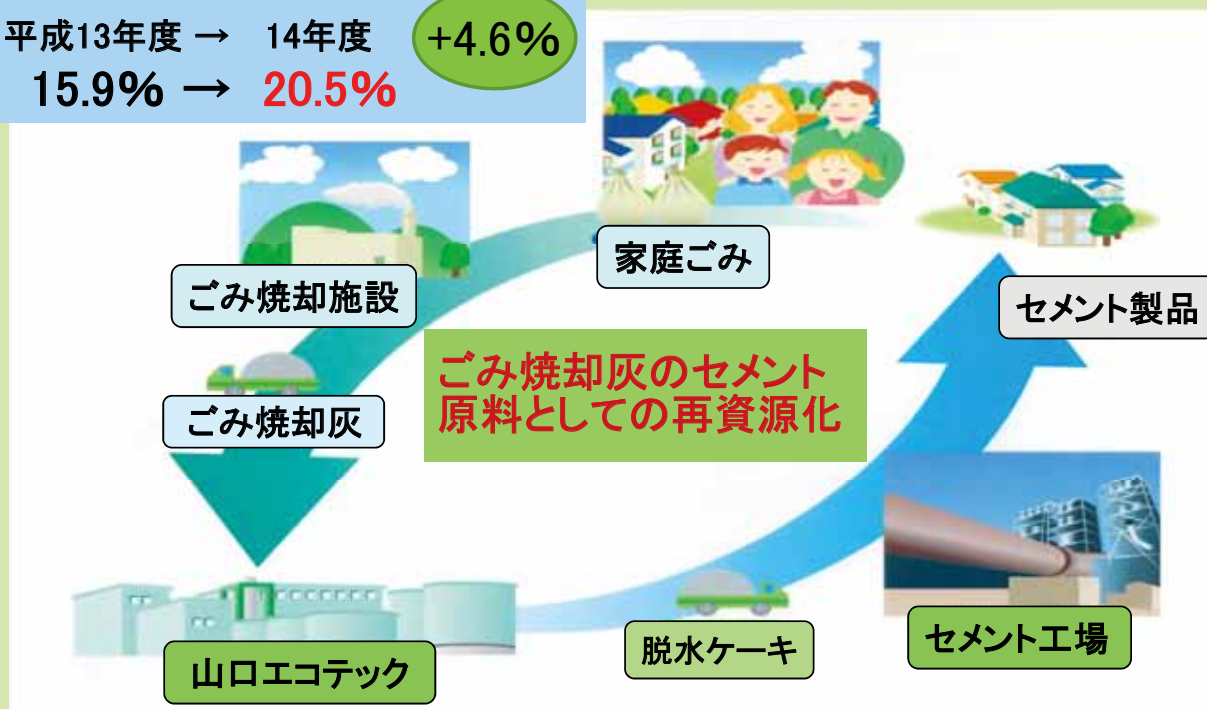 平成13年度 → 14年度
15.9% → 20.5%
+4.6%
家庭ごみ
ごみ焼却施設
セメント製品
ごみ焼却灰のセメント
原料としての再資源化
ごみ焼却灰
セメント工場
脱水ケーキ
山口エコテック